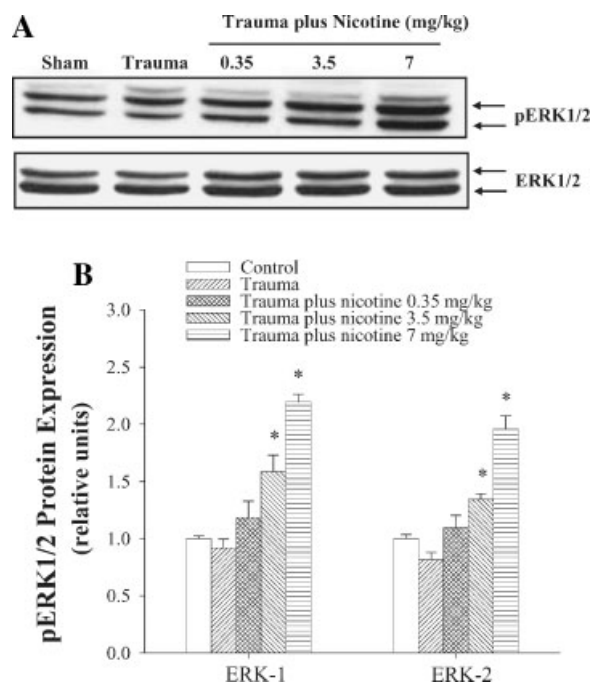 A
Trauma plus Nicotine (mg/kg)
Sham Trauma 0.35 3.5 7
pERK1/2
ERK1/2
B
Control
Trauma
Trauma plus nicotine 0.35 mg/kg
Trauma plus nicotine 3.5 mg/kg
Trauma plus nicotine 7 mg/kg
pERK1/2 Protein Expression
(relative units)
3.0
2.5
2.0
1.5
1.0
0.5
0.0
* * * *
ERK-1 ERK-2